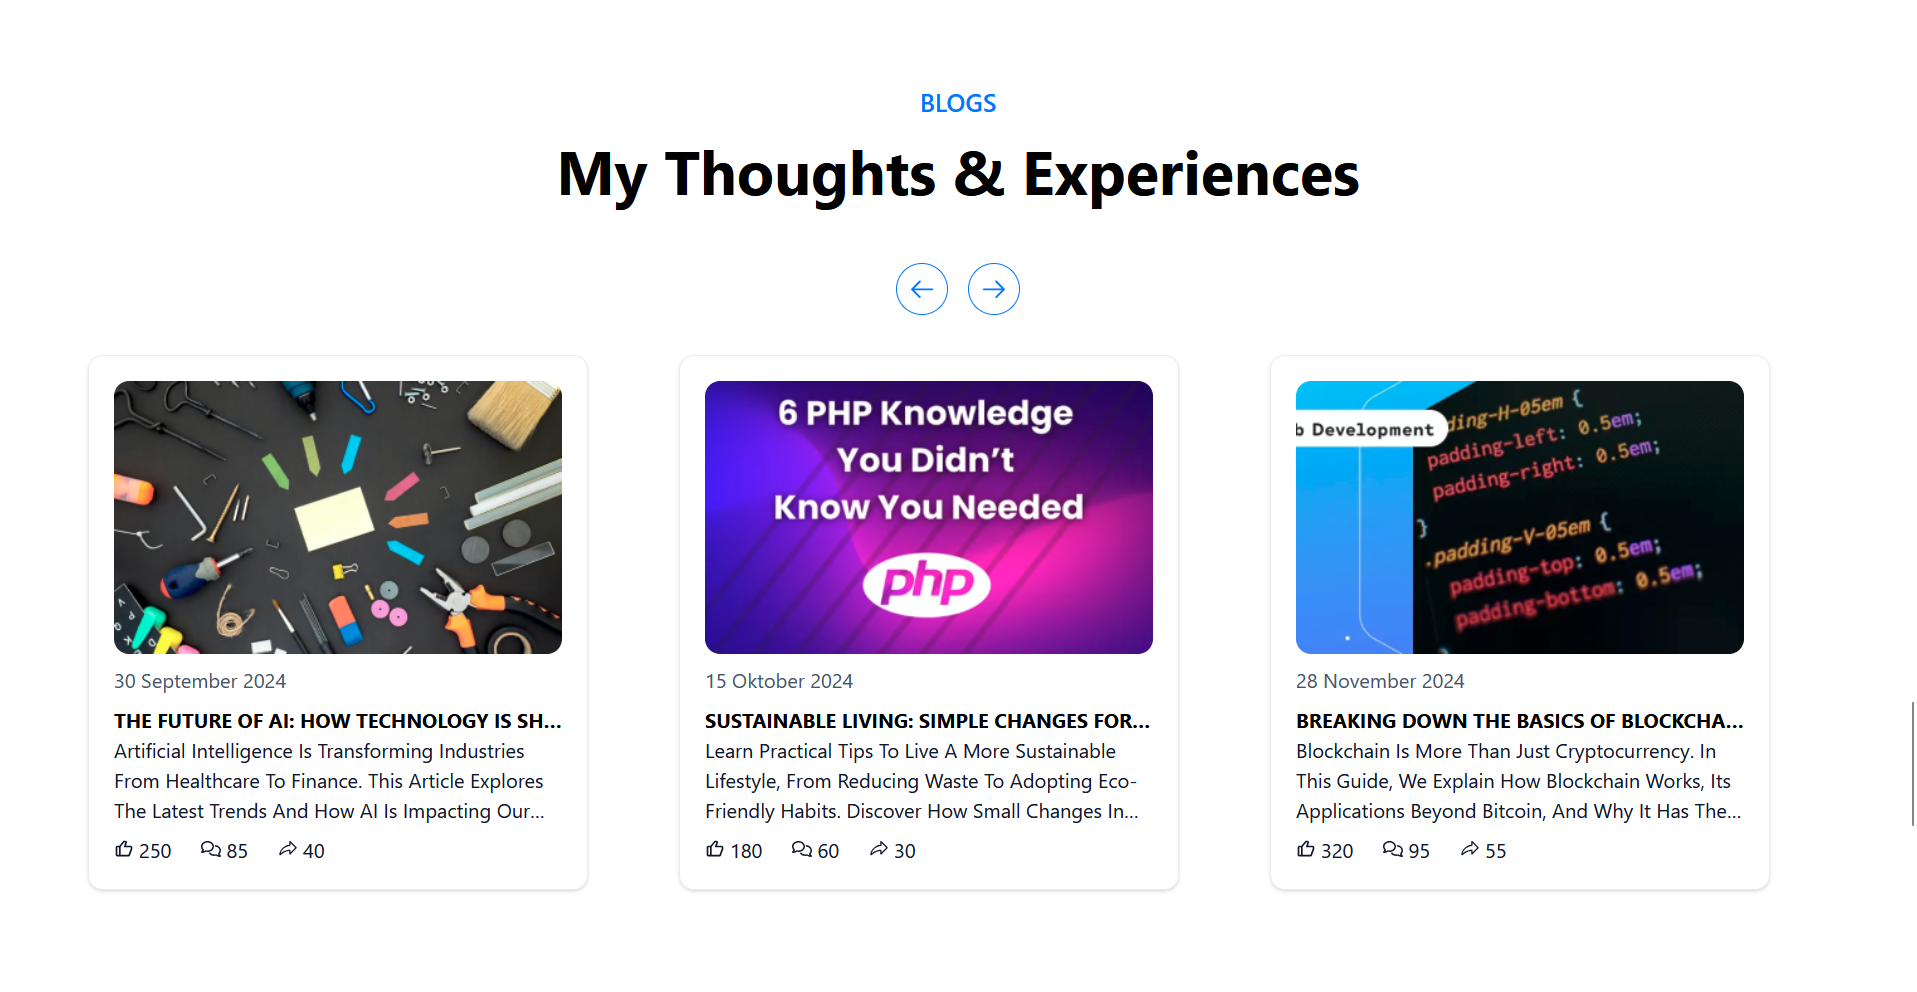 BLOGS
My Thoughts & Experiences
30 September 2024
THE FUTURE OF AI: HOW TECHNOLOGY IS SH...
Artificial Intelligence Is Transforming Industries
From Healthcare To Finance. This Article Explores
The Latest Trends And How AI Is Impacting Our...
250 85 40
6 PHP Knowledge
You Didn't
Know You Needed
php
15 Oktober 2024
SUSTAINABLE LIVING: SIMPLE CHANGES FOR...
Learn Practical Tips To Live A More Sustainable
Lifestyle, From Reducing Waste To Adopting Eco-
Friendly Habits. Discover How Small Changes In...
180 60 30
b Development
ding-H-05em {
padding-left: 0.5em;
padding-right: 0.5em;
}
.padding-V-05em {
padding-top: 0.5em;
padding-bottom: 0.5em;
}
28 November 2024
BREAKING DOWN THE BASICS OF BLOCKCHA...
Blockchain Is More Than Just Cryptocurrency. In
This Guide, We Explain How Blockchain Works, Its
Applications Beyond Bitcoin, And Why It Has The...
320 95 55